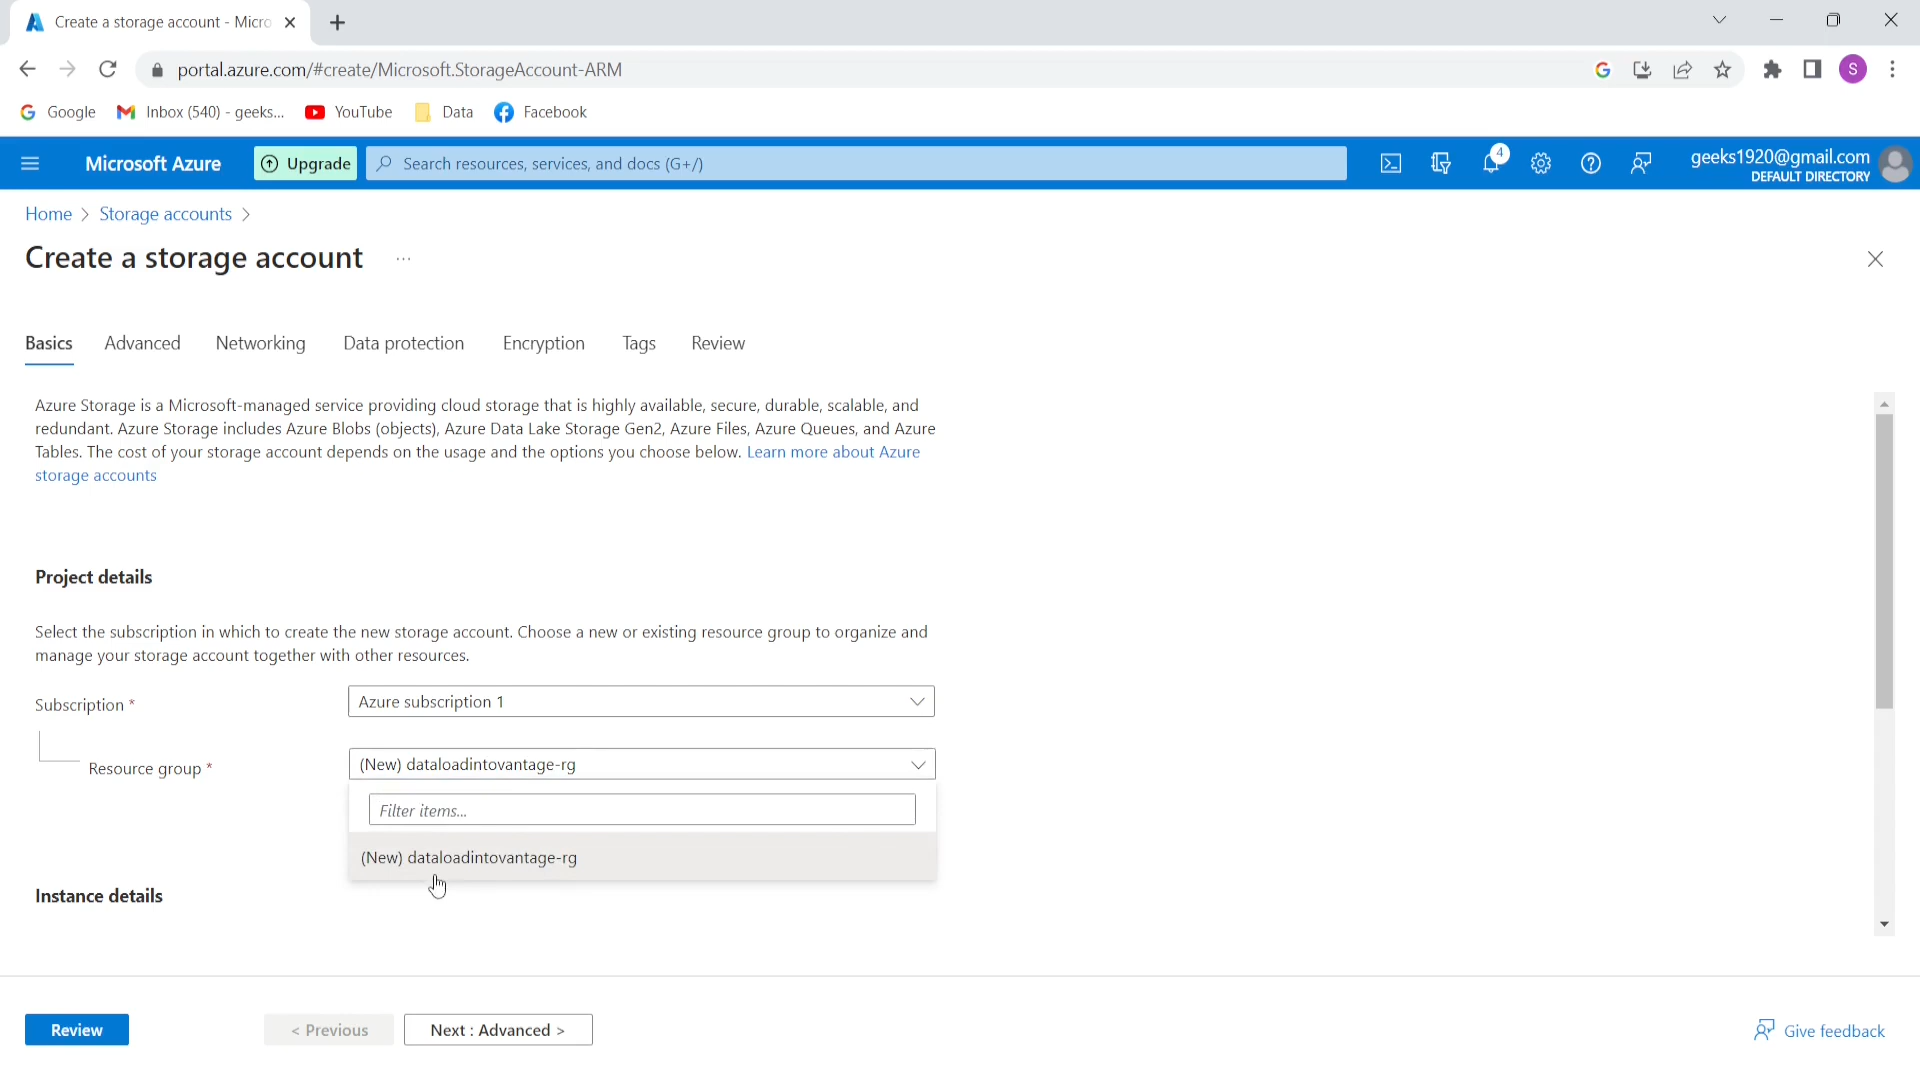 Create a storage account - Micro
portal.azure.com/#create/Microsoft.StorageAccount-ARM
S
Google
Inbox (540) - geeks...
YouTube
Data
Facebook
Microsoft Azure
Upgrade
Search resources, services, and docs (G+/)
4
geeks1920@gmail.com
DEFAULT DIRECTORY
Home > Storage accounts >
Create a storage account ...
Basics
Advanced
Networking
Data protection
Encryption
Tags
Review
Azure Storage is a Microsoft-managed service providing cloud storage that is highly available, secure, durable, scalable, and
redundant. Azure Storage includes Azure Blobs (objects), Azure Data Lake Storage Gen2, Azure Files, Azure Queues, and Azure
Tables. The cost of your storage account depends on the usage and the options you choose below. Learn more about Azure
storage accounts
Project details
Select the subscription in which to create the new storage account. Choose a new or existing resource group to organize and
manage your storage account together with other resources.
Subscription *
Azure subscription 1
Resource group *
(New) dataloadintovantage-rg
Filter items...
(New) dataloadintovantage-rg
Instance details
Review
< Previous
Next : Advanced >
Give feedback